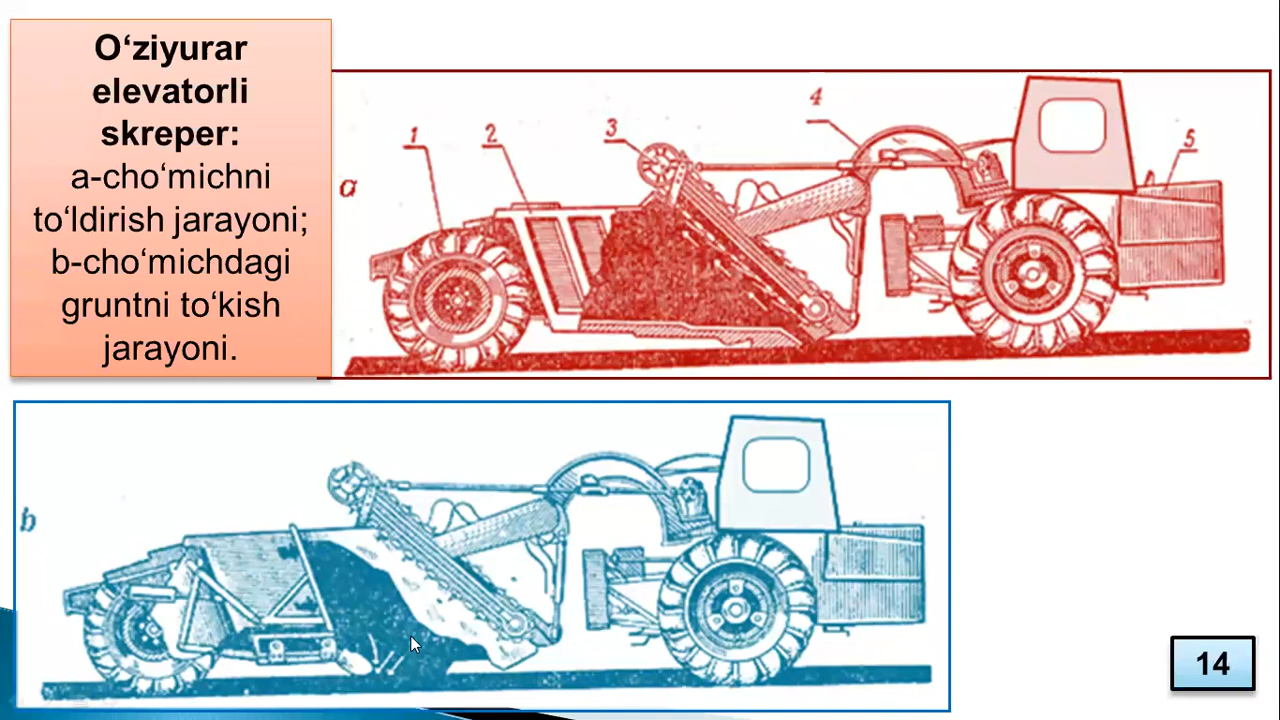 O‘ziyurar
elevatorli
skreper:
a-cho‘michni
to‘ldirish jarayoni;
b-cho‘michdagi
gruntni to‘kish
jarayoni.
1 2 3 4 5
a
b
14